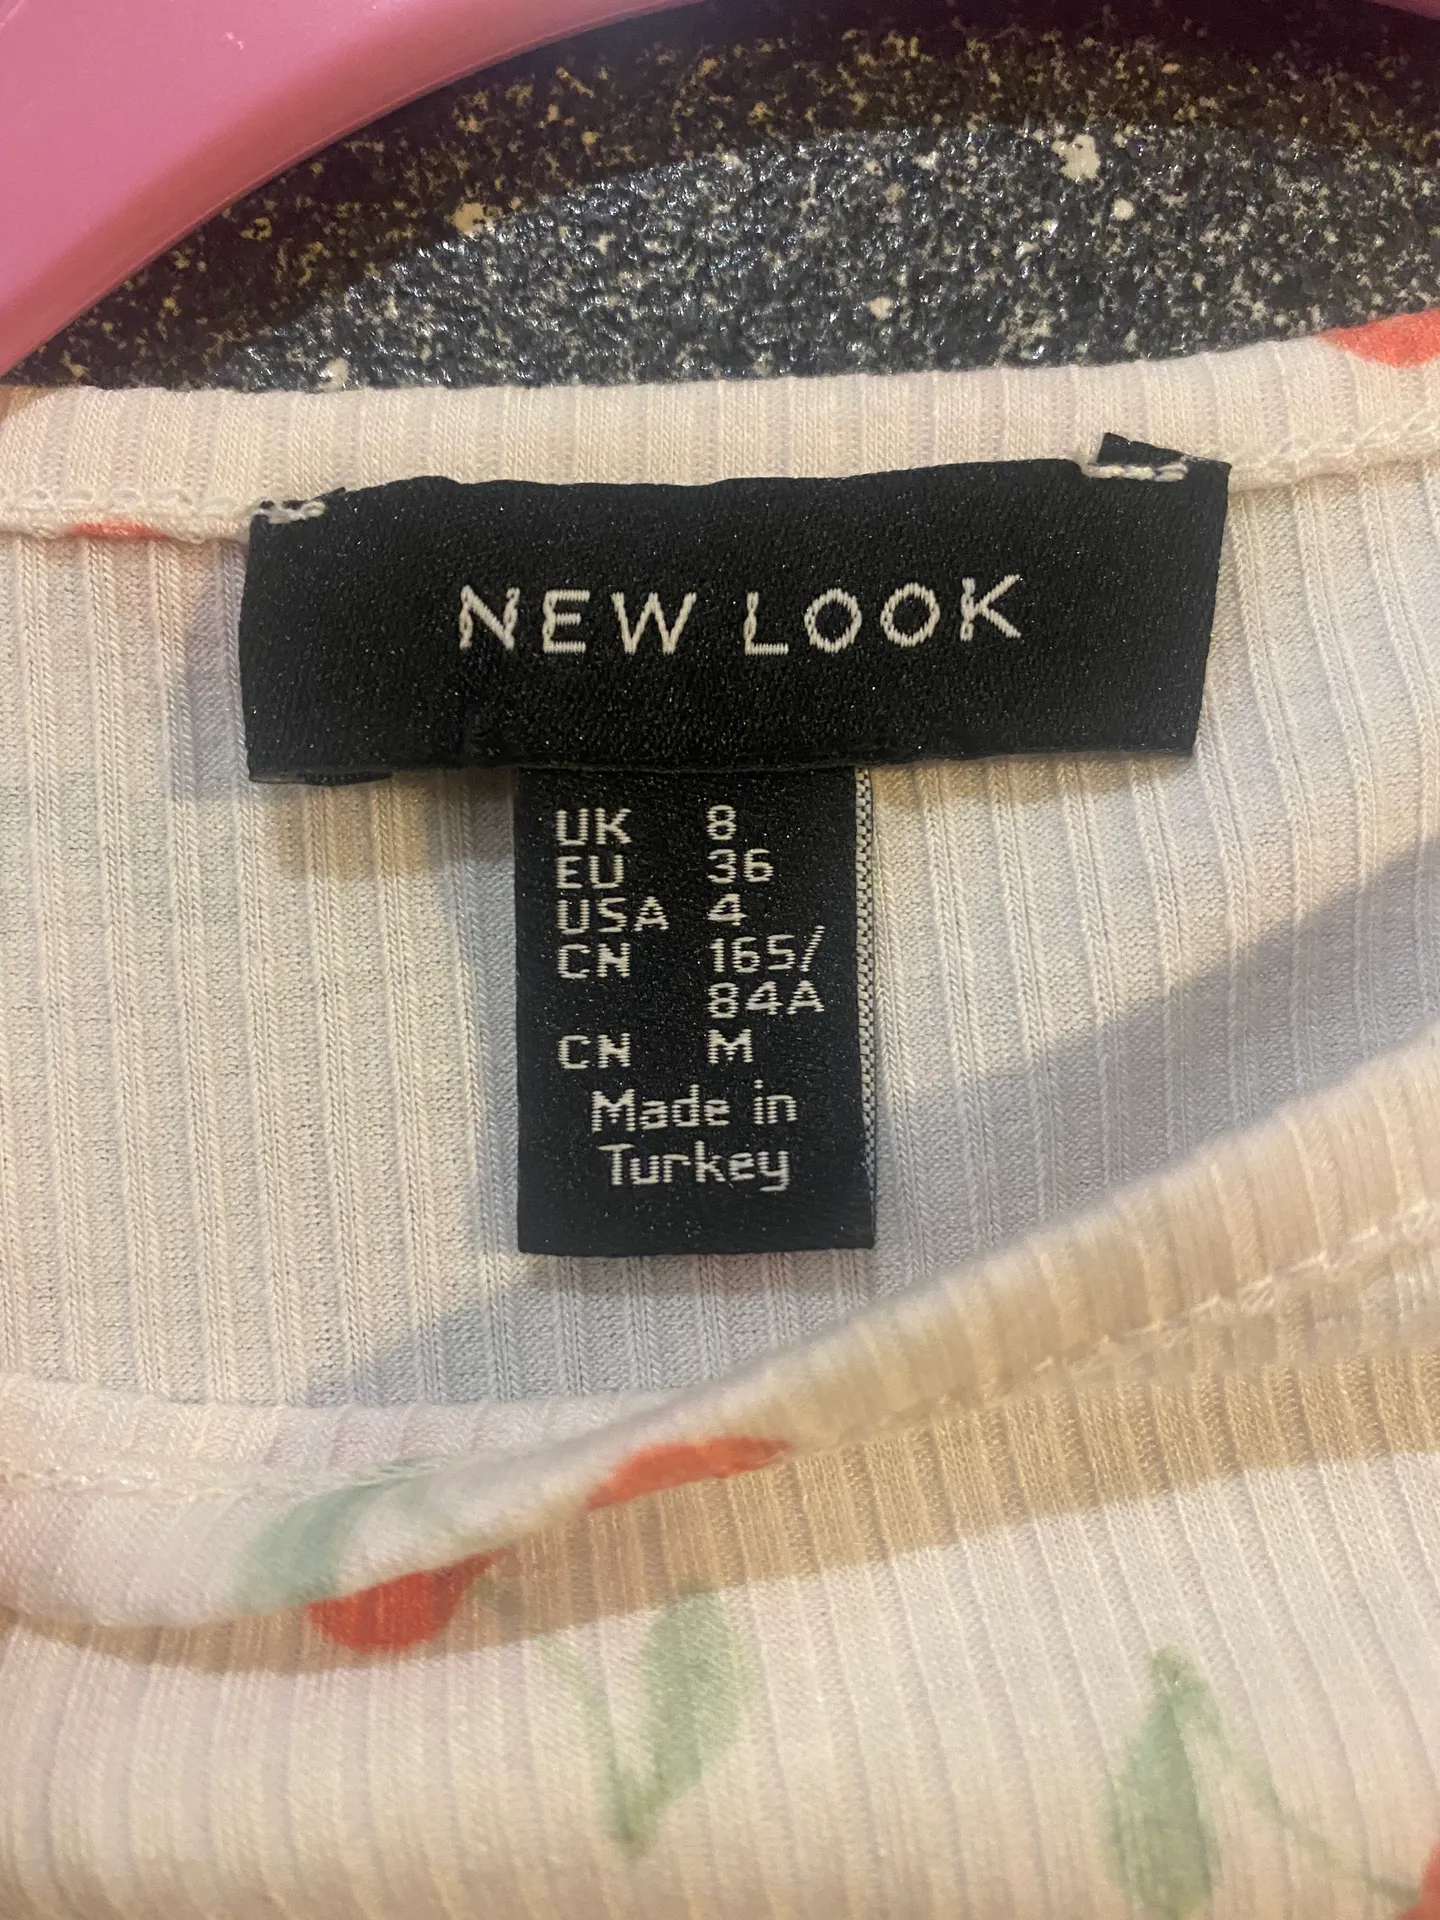 NEW LOOK
UK 8
EU 36
USA 4
CN 165/
84A
CN M
Made in
Turkey